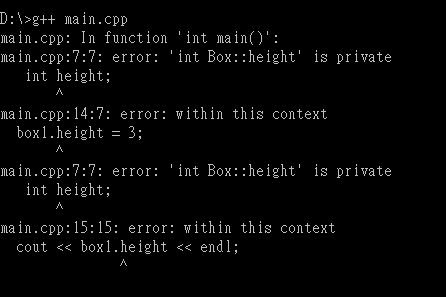 D:\>g++ main.cpp
main.cpp: In function 'int main()':
main.cpp:7:7: error: 'int Box::height' is private
   int height;
       ^
main.cpp:14:7: error: within this context
  box1.height = 3;
       ^
main.cpp:7:7: error: 'int Box::height' is private
   int height;
       ^
main.cpp:15:15: error: within this context
  cout << box1.height << endl;
               ^